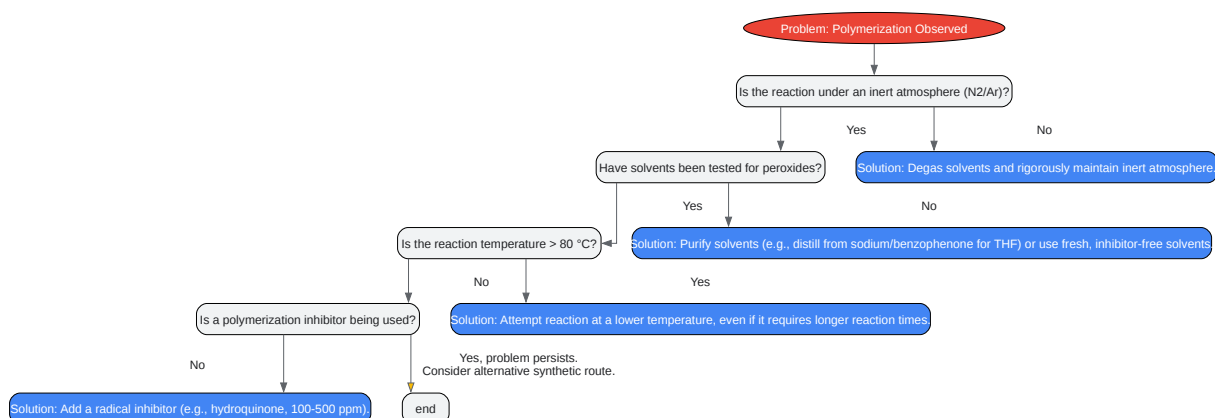 Problem: Polymerization Observed
Is the reaction under an inert atmosphere (N2/Ar)?
Yes
No
Have solvents been tested for peroxides?
Solution: Degas solvents and rigorously maintain inert atmosphere.
Yes
No
Is the reaction temperature > 80 °C?
Solution: Purify solvents (e.g., distill from sodium/benzophenone for THF) or use fresh, inhibitor-free solvents.
No
Yes
Is a polymerization inhibitor being used?
Solution: Attempt reaction at a lower temperature, even if it requires longer reaction times.
No
Yes, problem persists.
Consider alternative synthetic route.
Solution: Add a radical inhibitor (e.g., hydroquinone, 100-500 ppm).
end